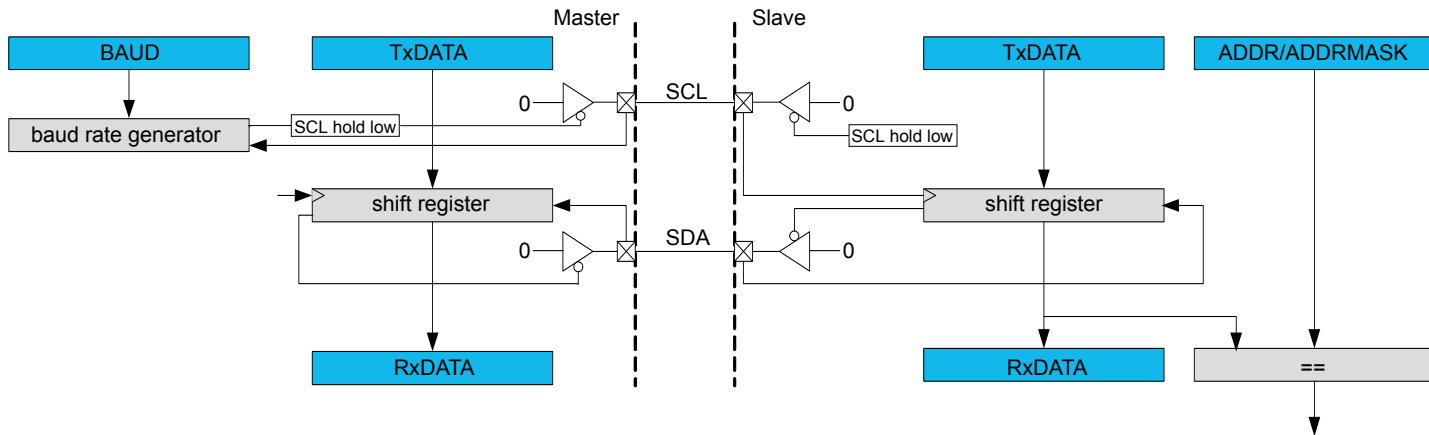 Master
Slave
BAUD
TxDATA
TxDATA
ADDR/ADDRMASK
0
SCL
0
baud rate generator
SCL hold low
SCL hold low
shift register
shift register
0
SDA
0
RxDATA
RxDATA
==